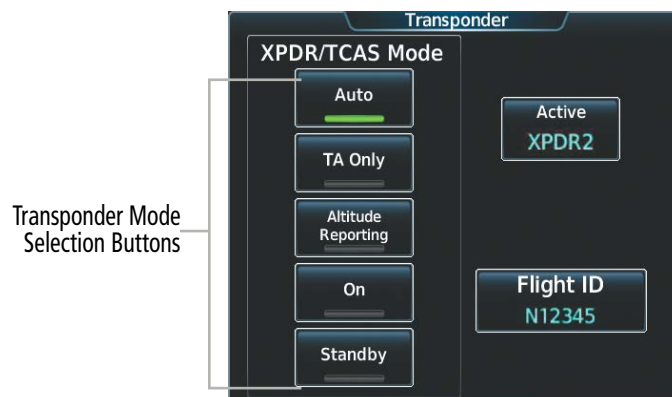 Transponder
XPDR/TCAS Mode
Auto
TA Only
Altitude
Reporting
On
Standby
Active
XPDR2
Flight ID
N12345
Transponder Mode
Selection Buttons